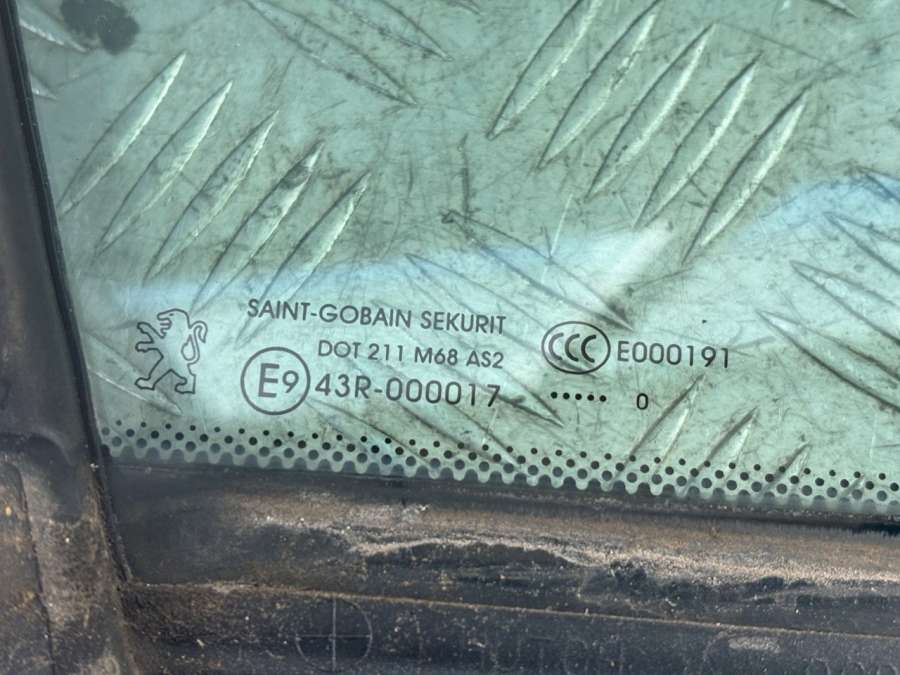 SAINT-GOBAIN SEKURIT
DOT 211 M68 AS2
CCC E000191
E9 43R-000017
..... 0